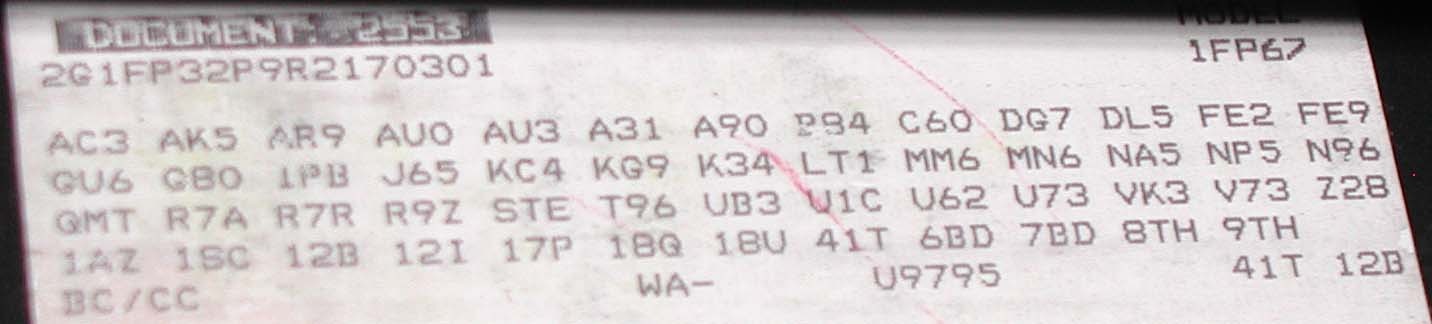 DOCUMENT: 2553 MODEL
2G1FP32P9R2170301 1FP67
AC3 AK5 AR9 AU0 AU3 A31 A90 B84 C60 DG7 DL5 FE2 FE9
GU6 G80 1PB J65 KC4 KG9 K34 LT1 MM6 MN6 NA5 NP5 N96
QMT R7A R7R R9Z STE T96 UB3 U1C U62 U73 VK3 V73 Z28
1AZ 1SC 12B 12I 17P 18Q 18U 41T 6BD 7BD 8TH 9TH
BC/CC WA- U9795 41T 12B